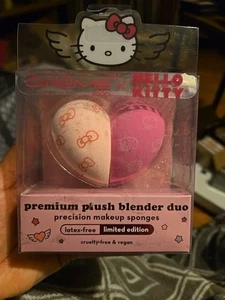 HELLO
KITTY
premium plush blender duo
precision makeup sponges
latex-free limited edition
cruelty-free & vegan